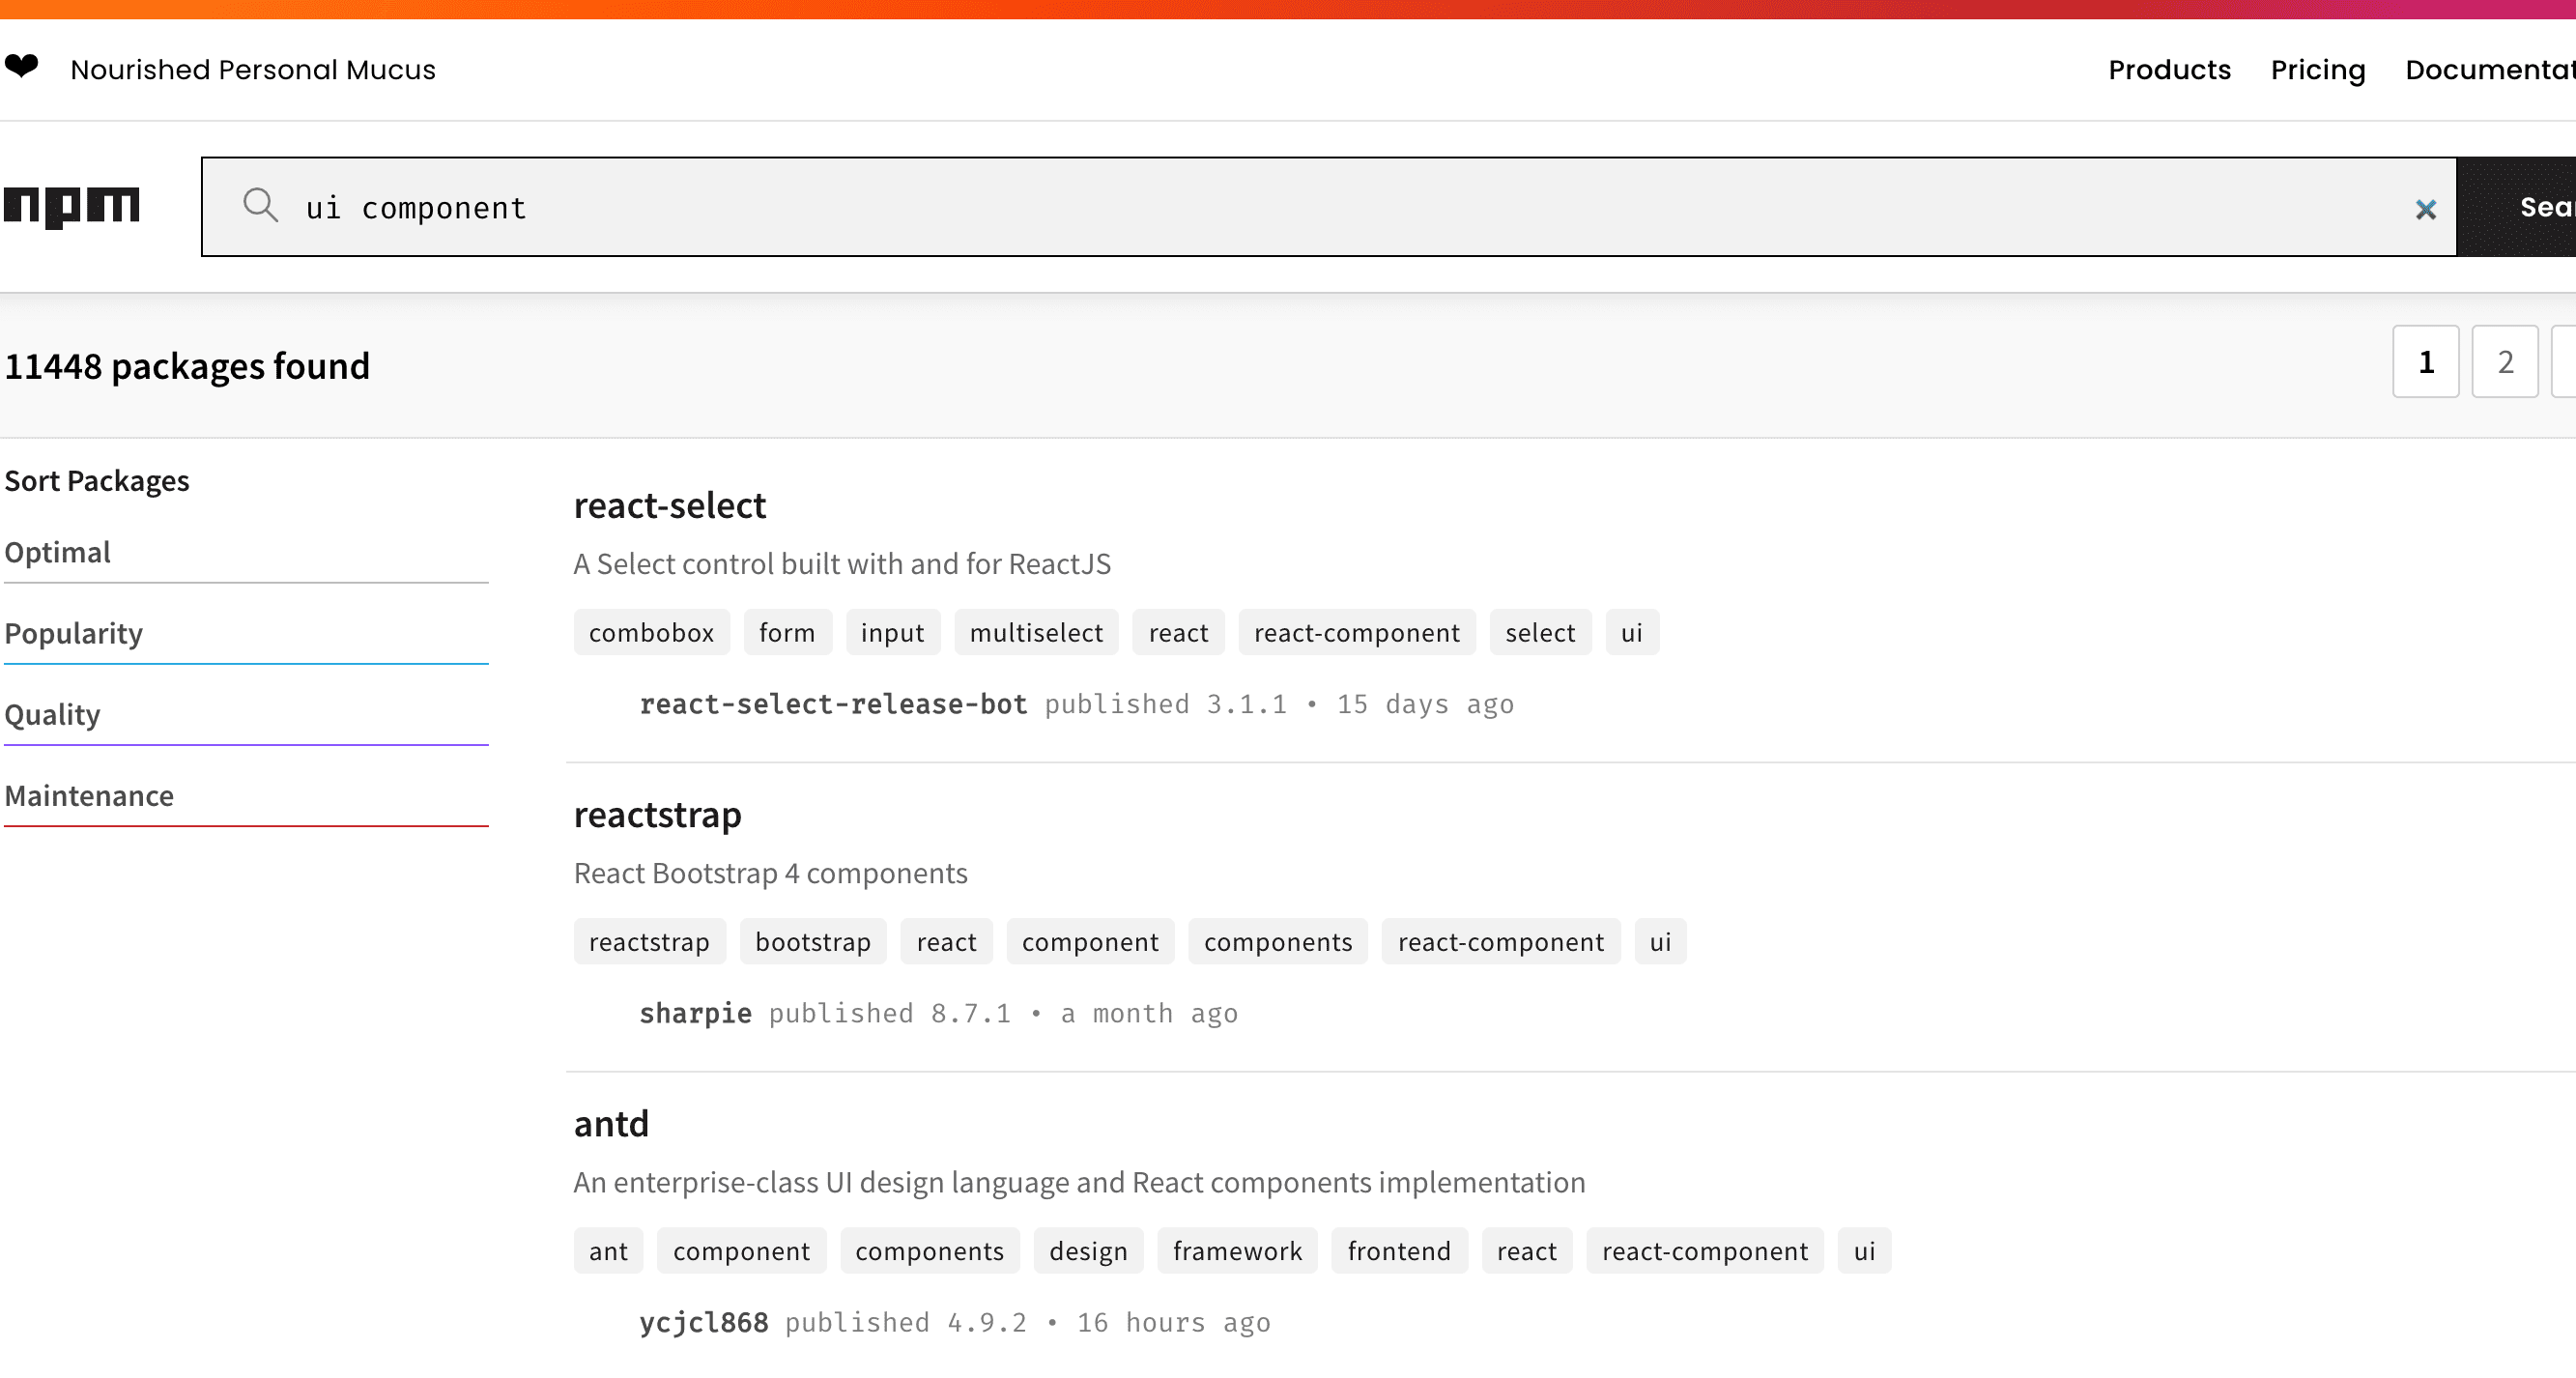 ❤ Nourished Personal Mucus
Products Pricing Documentat
npm
ui component
×
Sear
11448 packages found
1 2
Sort Packages
Optimal
Popularity
Quality
Maintenance
react-select
A Select control built with and for ReactJS
combobox form input multiselect react react-component select ui
react-select-release-bot published 3.1.1 • 15 days ago
reactstrap
React Bootstrap 4 components
reactstrap bootstrap react component components react-component ui
sharpie published 8.7.1 • a month ago
antd
An enterprise-class UI design language and React components implementation
ant component components design framework frontend react react-component ui
ycjcl868 published 4.9.2 • 16 hours ago